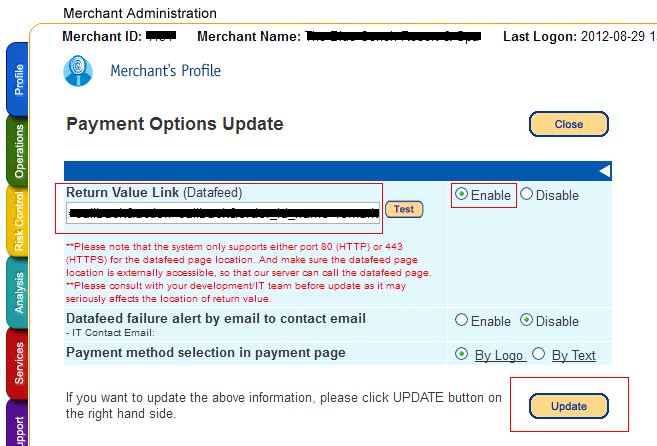 Merchant Administration
Merchant ID: Merchant Name: Last Logon: 2012-08-29 1
Profile
Merchant's Profile
Operations
Payment Options Update
Close
Risk Control
Return Value Link (Datafeed)
Enable Disable
Test
**Please note that the system only supports either port 80 (HTTP) or 443
(HTTPS) for the datafeed page location. And make sure the datafeed page
location is externally accessible, so that our server can call the datafeed page.
**Please consult with your development/IT team before update as it may
seriously affects the location of return value.
Analysis
Datafeed failure alert by email to contact email
Enable Disable
- IT Contact Email:
Services
Payment method selection in payment page
By Logo By Text
If you want to update the above information, please click UPDATE button on
the right hand side.
Update
pport